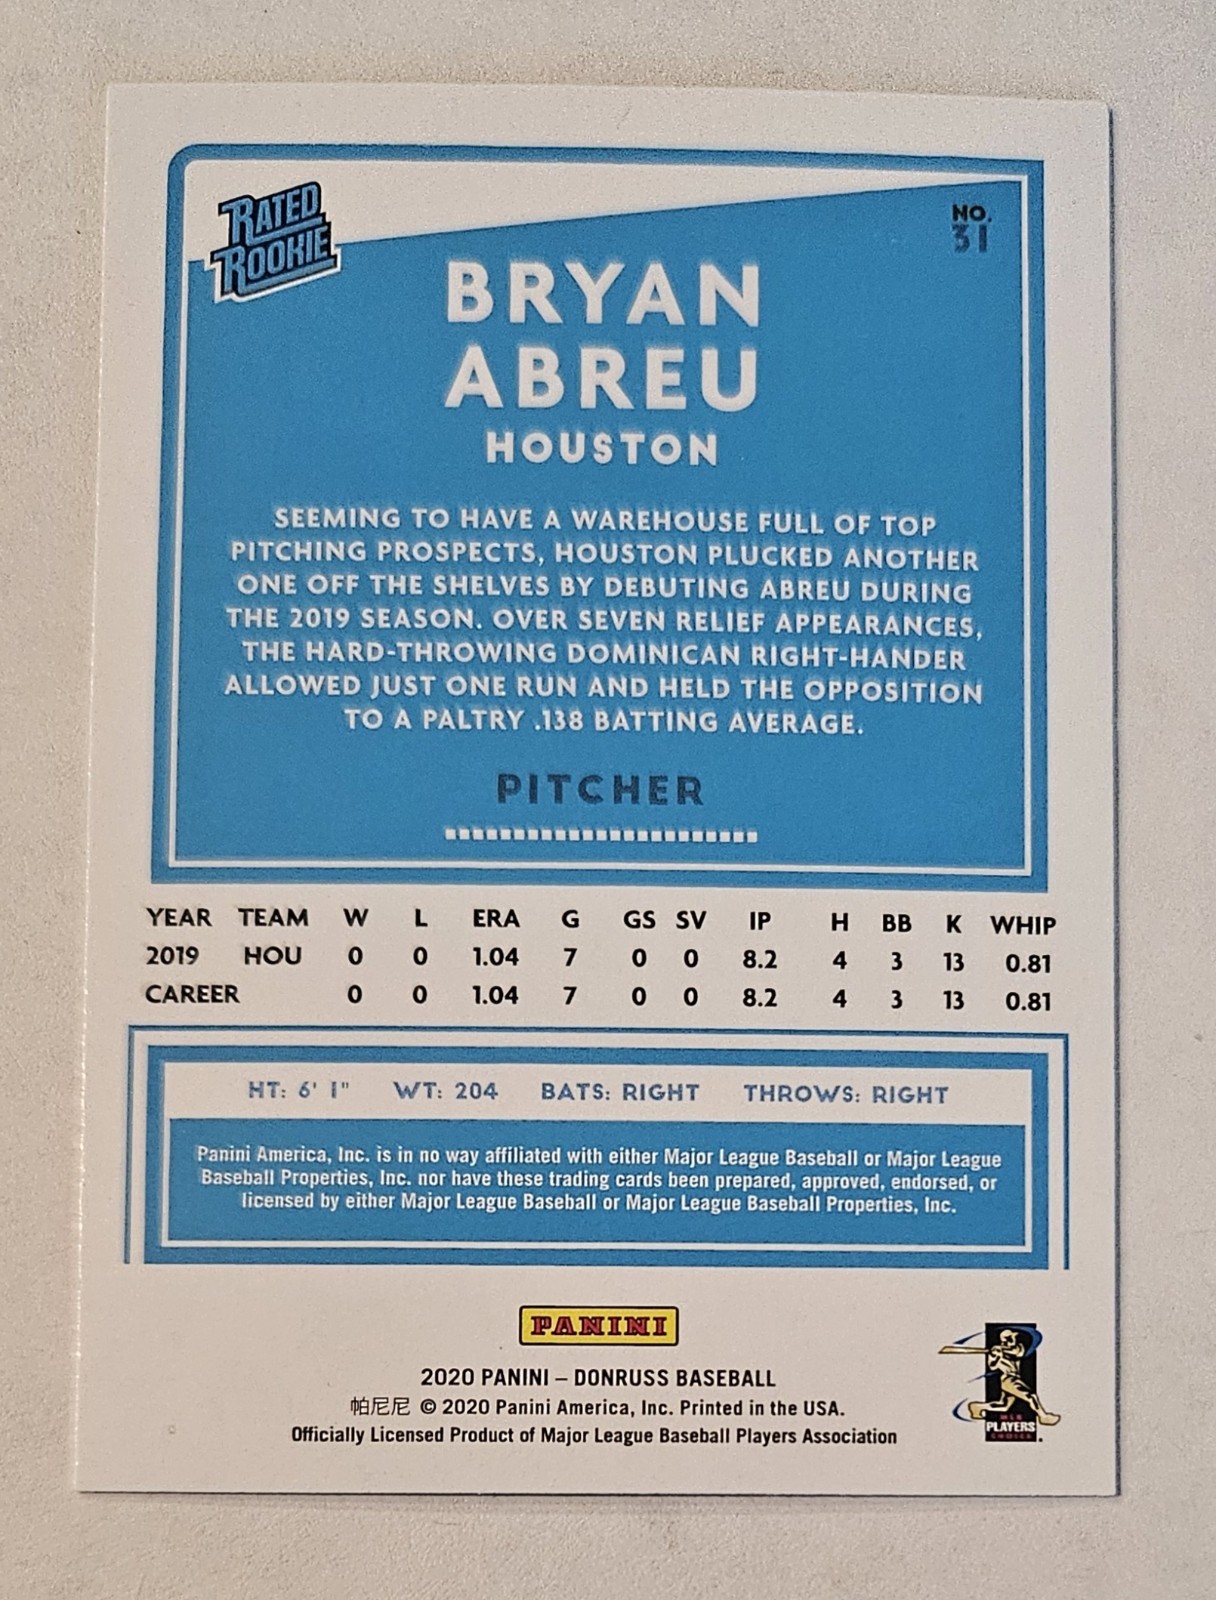 RATED
ROOKIE
NO.
31
BRYAN
ABREU
HOUSTON
SEEMING TO HAVE A WAREHOUSE FULL OF TOP
PITCHING PROSPECTS, HOUSTON PLUCKED ANOTHER
ONE OFF THE SHELVES BY DEBUTING ABREU DURING
THE 2019 SEASON. OVER SEVEN RELIEF APPEARANCES,
THE HARD-THROWING DOMINICAN RIGHT-HANDER
ALLOWED JUST ONE RUN AND HELD THE OPPOSITION
TO A PALTRY .138 BATTING AVERAGE.
PITCHER
YEAR TEAM W L ERA G GS SV IP H BB K WHIP
2019 HOU 0 0 1.04 7 0 0 8.2 4 3 13 0.81
CAREER 0 0 1.04 7 0 0 8.2 4 3 13 0.81
HT: 6' 1" WT: 204 BATS: RIGHT THROWS: RIGHT
Panini America, Inc. is in no way affiliated with either Major League Baseball or Major League
Baseball Properties, Inc. nor have these trading cards been prepared, approved, endorsed, or
licensed by either Major League Baseball or Major League Baseball Properties, Inc.
PANINI
2020 PANINI – DONRUSS BASEBALL
帕尼尼 © 2020 Panini America, Inc. Printed in the USA.
Officially Licensed Product of Major League Baseball Players Association
MLB
PLAYERS
CHOICE